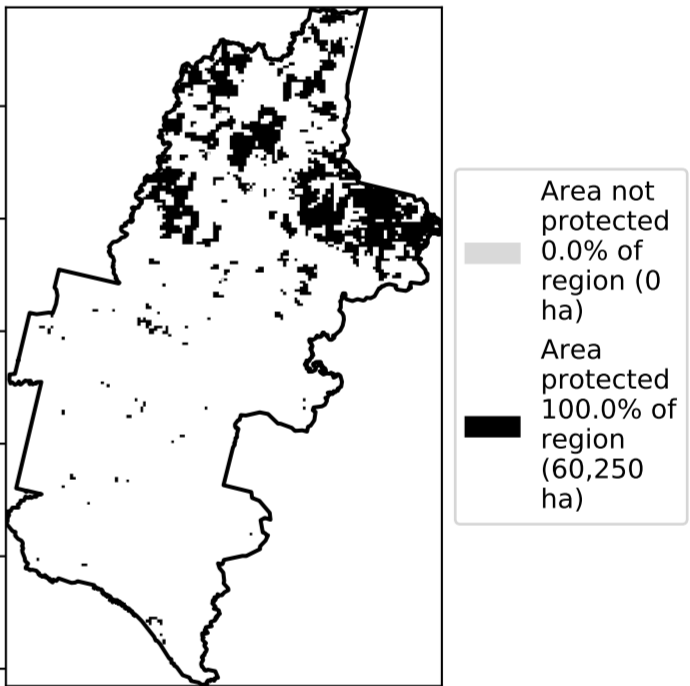 Area not
protected
0.0% of
region (0
ha)
Area
protected
100.0% of
region
(60,250
ha)